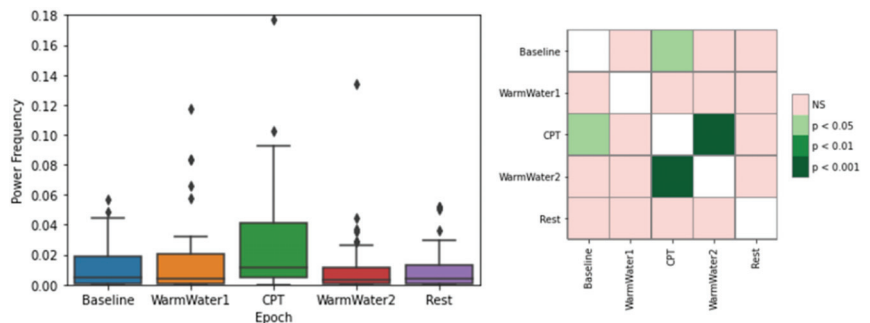 0.18
0.16
0.14
0.12
0.10
0.08
0.06
0.04
0.02
0.00
Power Frequency
Baseline WarmWater1 CPT WarmWater2 Rest
Epoch
Baseline
WarmWater1
CPT
WarmWater2
Rest
Baseline
WarmWater1
CPT
WarmWater2
Rest
NS
p < 0.05
p < 0.01
p < 0.001